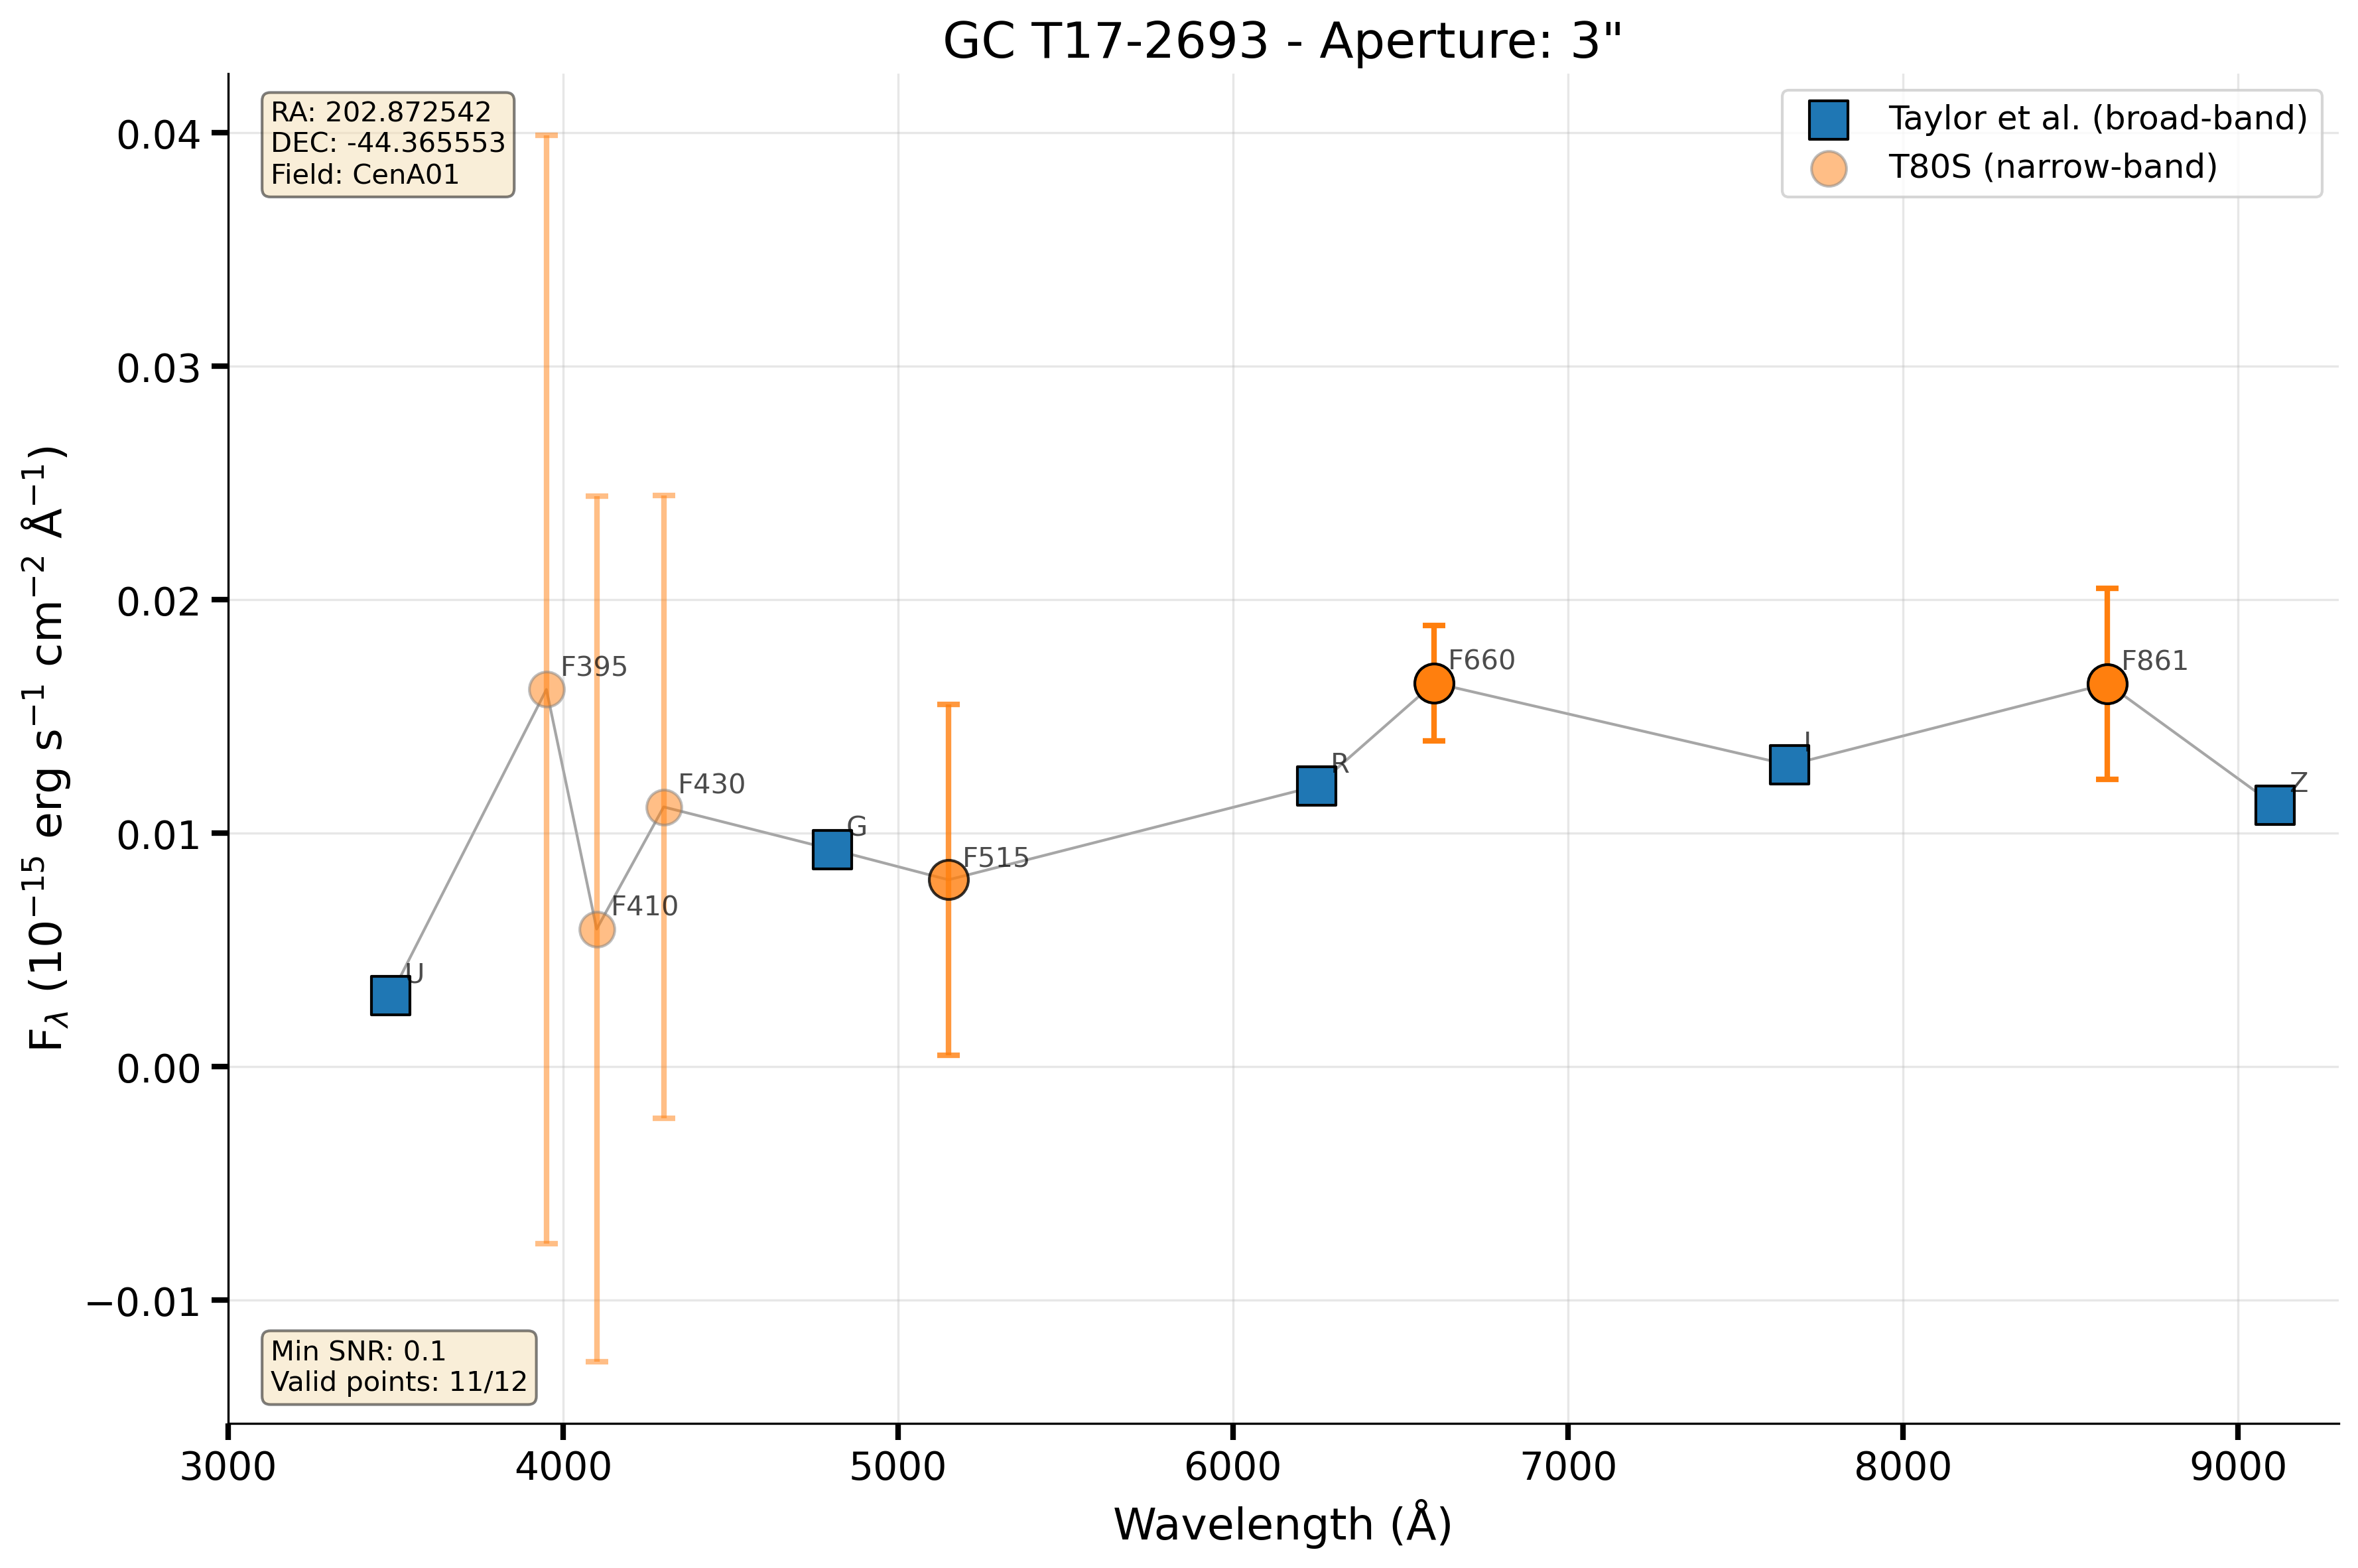 GC T17-2693 - Aperture: 3"
RA: 202.872542
DEC: -44.365553
Field: CenA01
Taylor et al. (broad-band)
T80S (narrow-band)
0.04
0.03
0.02
0.01
0.00
−0.01
F_λ (10⁻¹⁵ erg s⁻¹ cm⁻² Å⁻¹)
U
F395
F410
F430
G
F515
R
F660
I
F861
Z
Min SNR: 0.1
Valid points: 11/12
3000 4000 5000 6000 7000 8000 9000
Wavelength (Å)